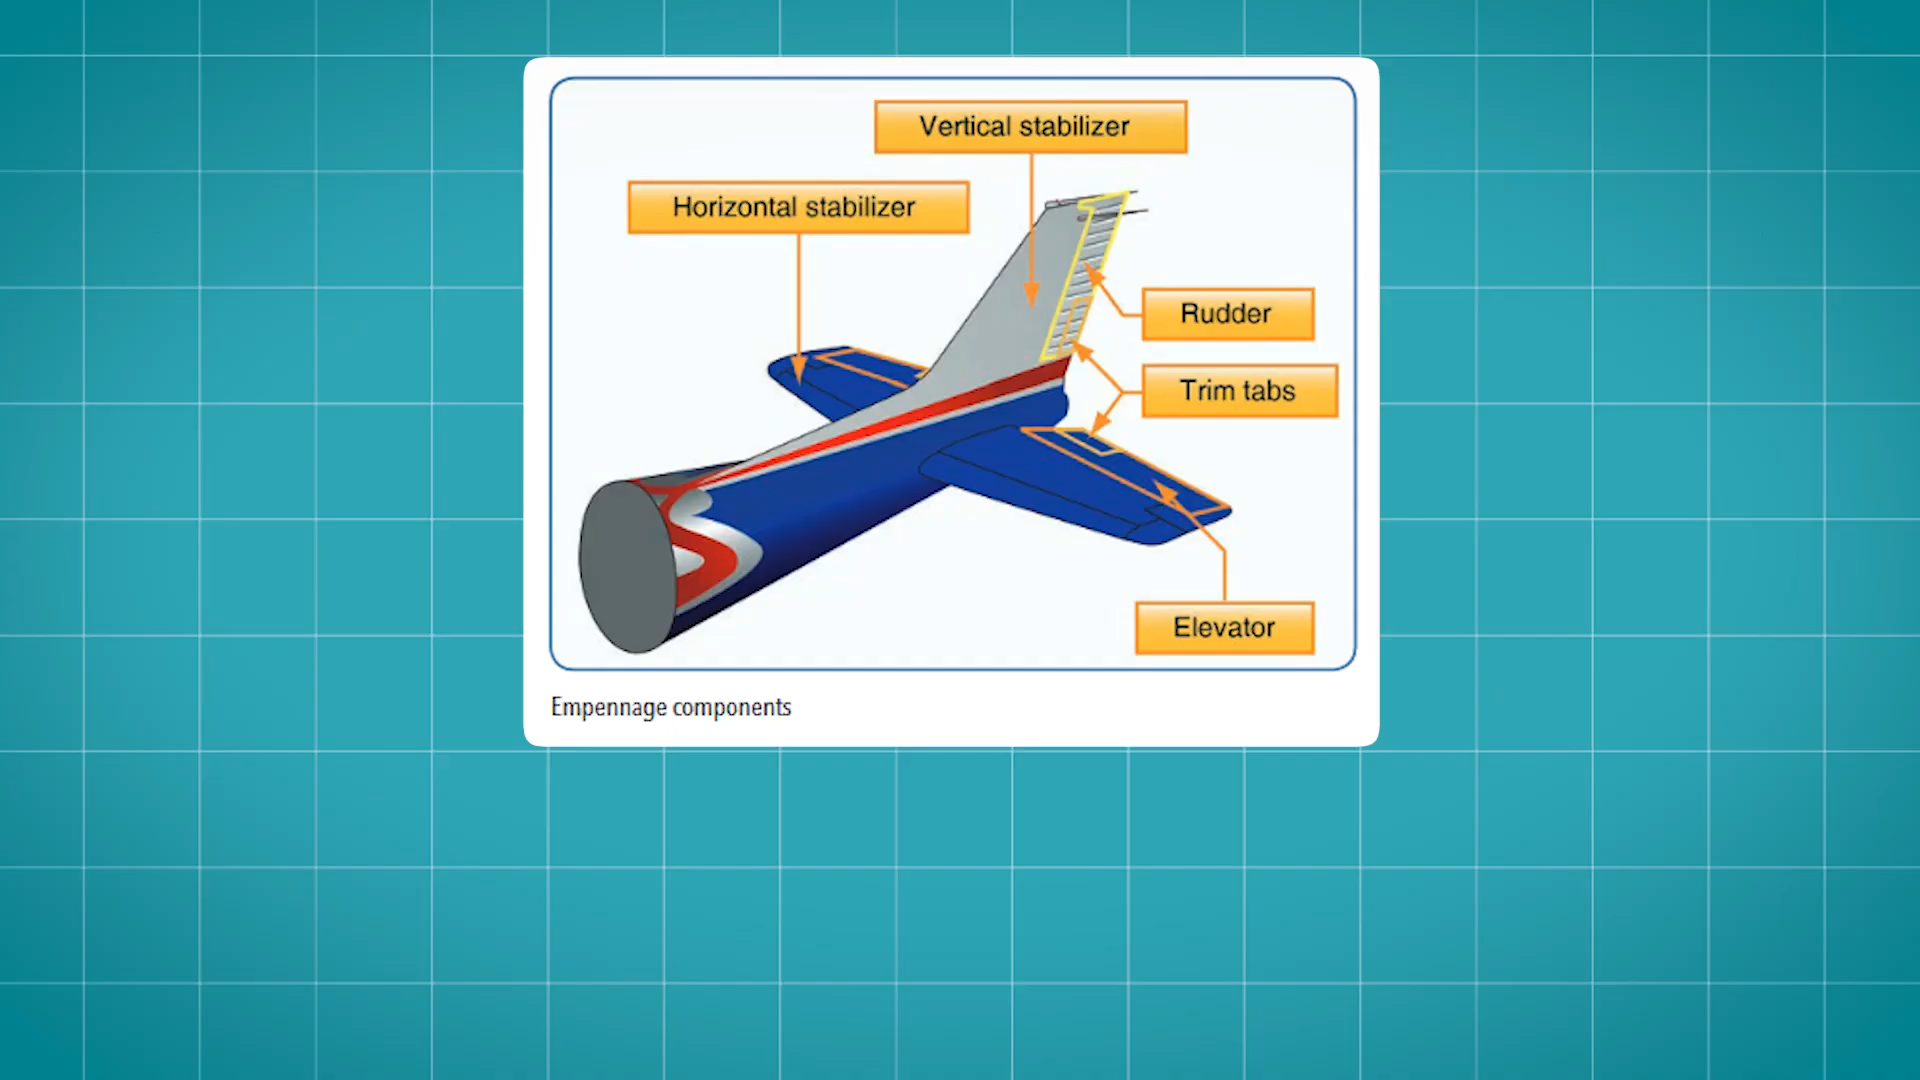 Vertical stabilizer
Horizontal stabilizer
Rudder
Trim tabs
Elevator
Empennage components